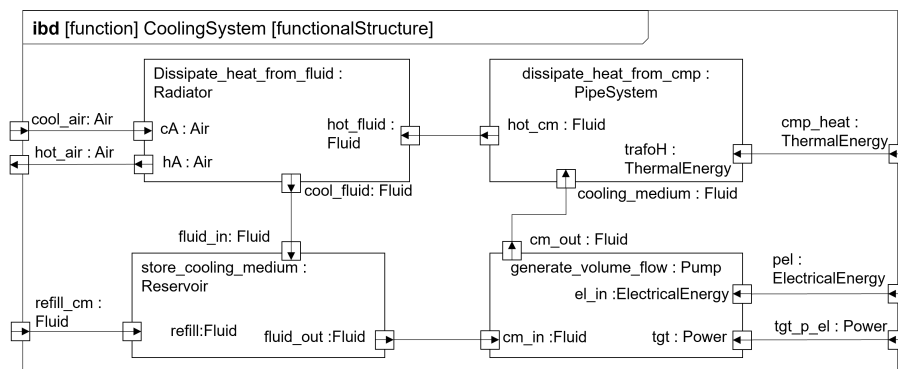 ibd [function] CoolingSystem [functionalStructure]
Dissipate_heat_from_fluid :
Radiator
dissipate_heat_from_cmp :
PipeSystem
cool_air: Air
cA : Air
hot_fluid :
Fluid
hot_cm : Fluid
cmp_heat :
ThermalEnergy
hot_air : Air
hA : Air
trafoH :
ThermalEnergy
cool_fluid: Fluid
cooling_medium : Fluid
fluid_in: Fluid
cm_out : Fluid
store_cooling_medium :
Reservoir
generate_volume_flow : Pump
pel :
ElectricalEnergy
el_in :ElectricalEnergy
refill_cm :
Fluid
refill:Fluid
fluid_out :Fluid
cm_in :Fluid
tgt : Power
tgt_p_el : Power